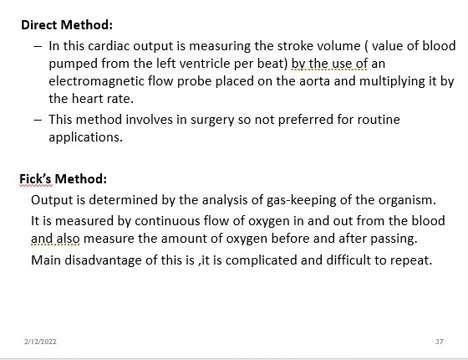 Direct Method:
– In this cardiac output is measuring the stroke volume ( value of blood
pumped from the left ventricle per beat) by the use of an
electromagnetic flow probe placed on the aorta and multiplying it by
the heart rate.
– This method involves in surgery so not preferred for routine
applications.
Fick's Method:
Output is determined by the analysis of gas-keeping of the organism.
It is measured by continuous flow of oxygen in and out from the blood
and also measure the amount of oxygen before and after passing.
Main disadvantage of this is ,it is complicated and difficult to repeat.
2/12/2022
37